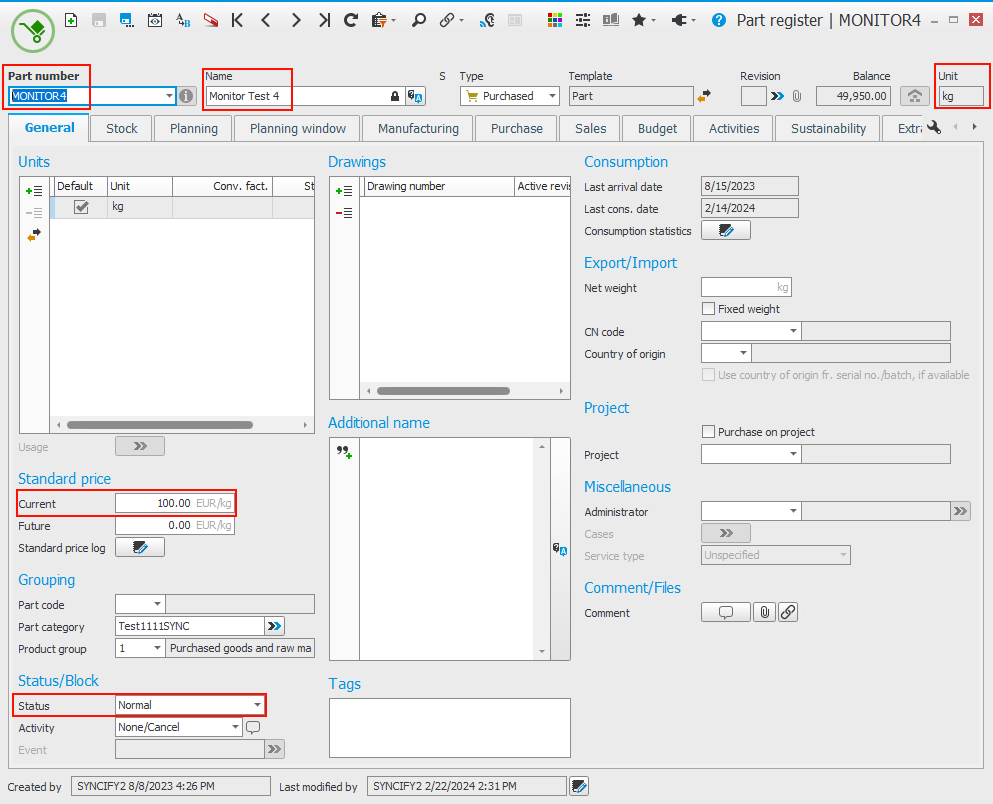 Part register | MONITOR4
Part number Name S Type Template Revision Balance Unit
MONITOR4 Monitor Test 4 Purchased Part 49,950.00 kg
General Stock Planning Planning window Manufacturing Purchase Sales Budget Activities Sustainability Extra
Units
Default Unit Conv. fact. St
kg
Usage
Standard price
Current 100.00 EUR/kg
Future 0.00 EUR/kg
Standard price log
Grouping
Part code
Part category Test1111SYNC
Product group 1 Purchased goods and raw ma
Status/Block
Status Normal
Activity None/Cancel
Event
Drawings
Drawing number Active revis
Additional name
Tags
Consumption
Last arrival date 8/15/2023
Last cons. date 2/14/2024
Consumption statistics
Export/Import
Net weight kg
Fixed weight
CN code
Country of origin
Use country of origin fr. serial no./batch, if available
Project
Purchase on project
Project
Miscellaneous
Administrator
Cases
Service type Unspecified
Comment/Files
Comment
Created by SYNCIFY2 8/8/2023 4:26 PM Last modified by SYNCIFY2 2/22/2024 2:31 PM